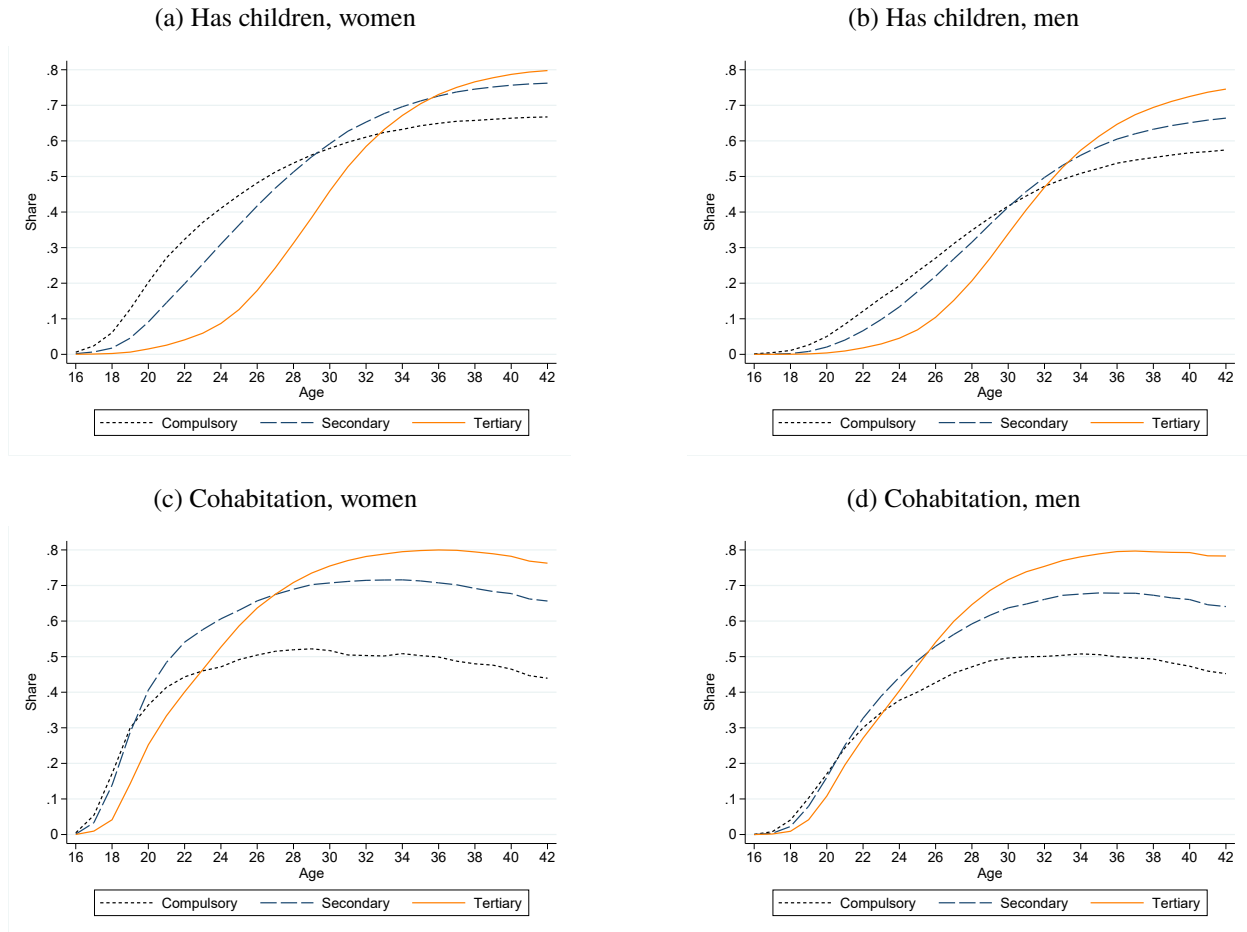 (a) Has children, women
.8
.7
.6
.5
.4
.3
.2
.1
0
Share
16 18 20 22 24 26 28 30 32 34 36 38 40 42
Age
Compulsory Secondary Tertiary
(b) Has children, men
.8
.7
.6
.5
.4
.3
.2
.1
0
Share
16 18 20 22 24 26 28 30 32 34 36 38 40 42
Age
Compulsory Secondary Tertiary
(c) Cohabitation, women
.8
.7
.6
.5
.4
.3
.2
.1
0
Share
16 18 20 22 24 26 28 30 32 34 36 38 40 42
Age
Compulsory Secondary Tertiary
(d) Cohabitation, men
.8
.7
.6
.5
.4
.3
.2
.1
0
Share
16 18 20 22 24 26 28 30 32 34 36 38 40 42
Age
Compulsory Secondary Tertiary